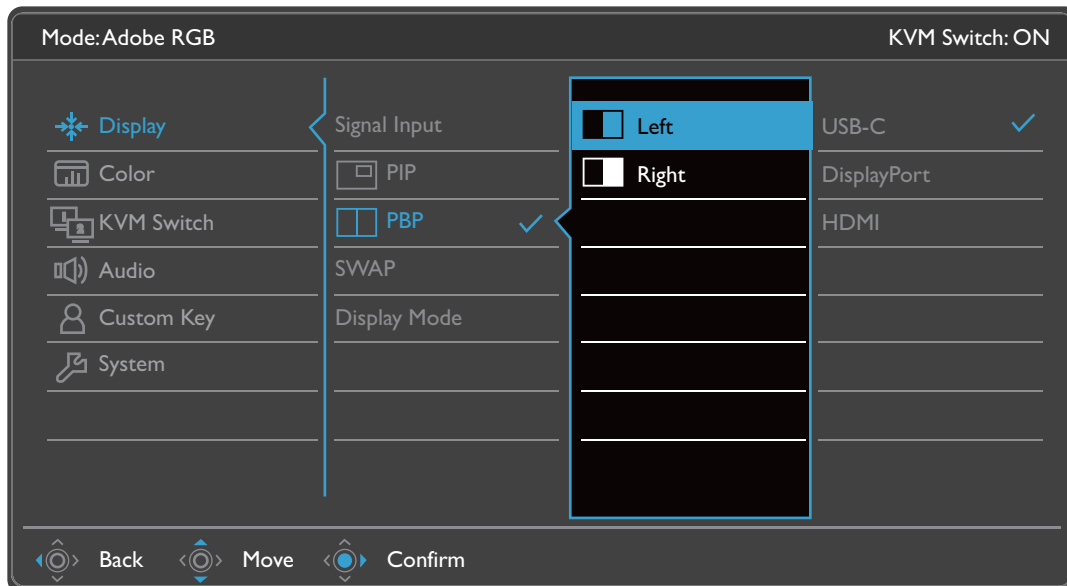 Mode: Adobe RGB
KVM Switch: ON
Display
Color
KVM Switch
Audio
Custom Key
System
Signal Input
PIP
PBP
SWAP
Display Mode
Left
Right
USB-C
DisplayPort
HDMI
Back
Move
Confirm